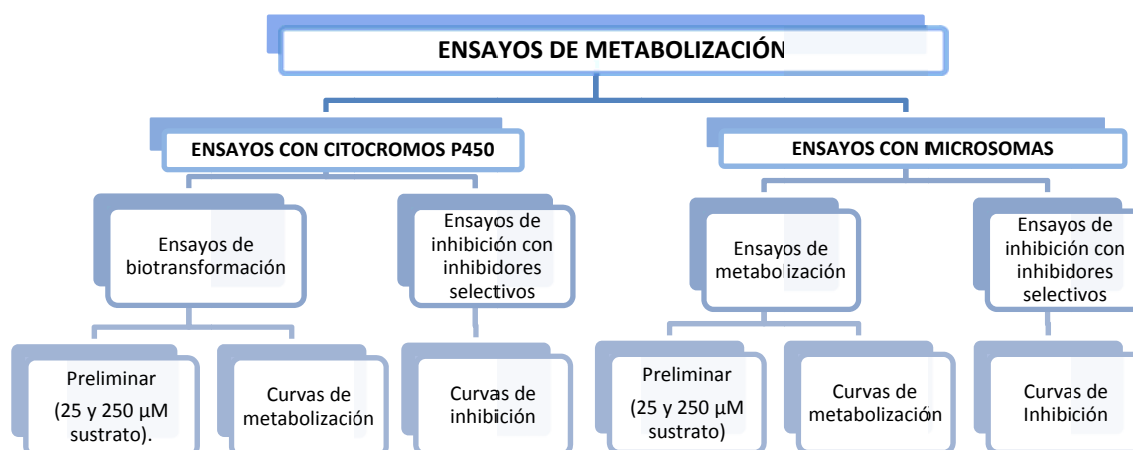 ENSAYOS DE METABOLIZACIÓN
ENSAYOS CON CITOCROMOS P450
ENSAYOS CON MICROSOMAS
Ensayos de
biotransformación
Ensayos de
inhibición con
inhibidores
selectivos
Ensayos de
metabolización
Ensayos de
inhibición con
inhibidores
selectivos
Preliminar
(25 y 250 µM
sustrato).
Curvas de
metabolización
Curvas de
inhibición
Preliminar
(25 y 250 µM
sustrato)
Curvas de
metabolización
Curvas de
Inhibición